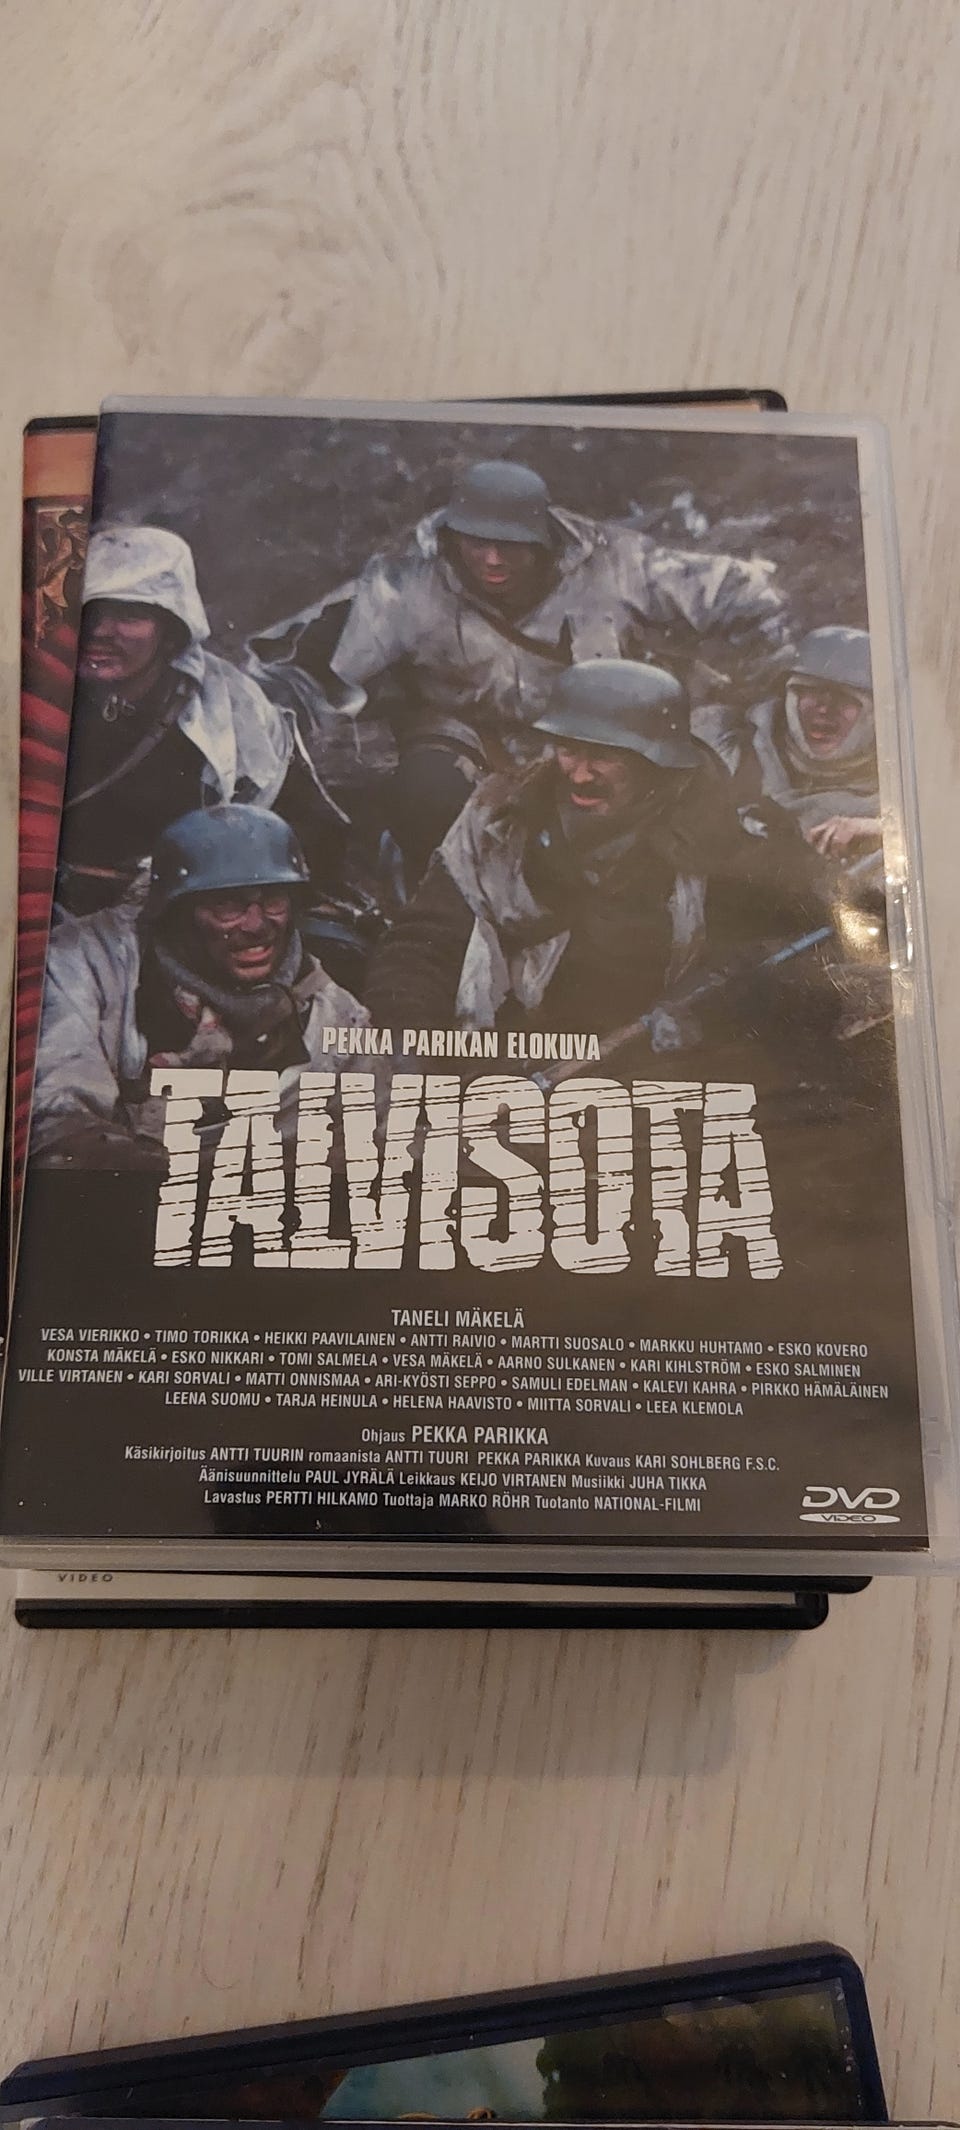 PEKKA PARIKAN ELOKUVA
TALVISOTA
TANELI MÄKELÄ
VESA VIERIKKO • TIMO TORIKKA • HEIKKI PAAVILAINEN • ANTTI RAIVIO • MARTTI SUOSALO • MARKKU HUHTAMO • ESKO KOVERO
KONSTA MÄKELÄ • ESKO NIKKARI • TOMI SALMELA • VESA MÄKELÄ • AARNO SULKANEN • KARI KIHLSTRÖM • ESKO SALMINEN
VILLE VIRTANEN • KARI SORVALI • MATTI ONNISMAA • ARI-KYÖSTI SEPPO • SAMULI EDELMAN • KALEVI KAHRA • PIRKKO HÄMÄLÄINEN
LEENA SUOMU • TARJA HEINULA • HELENA HAAVISTO • MIITTA SORVALI • LEEA KLEMOLA
Ohjaus PEKKA PARIKKA
Käsikirjoitus ANTTI TUURIN romaanista ANTTI TUURI PEKKA PARIKKA Kuvaus KARI SOHLBERG F.S.C.
Äänisuunnittelu PAUL JYRÄLÄ Leikkaus KEIJO VIRTANEN Musiikki JUHA TIKKA
Lavastus PERTTI HILKAMO Tuottaja MARKO RÖHR Tuotanto NATIONAL-FILMI
DVD
VIDEO
VIDEO